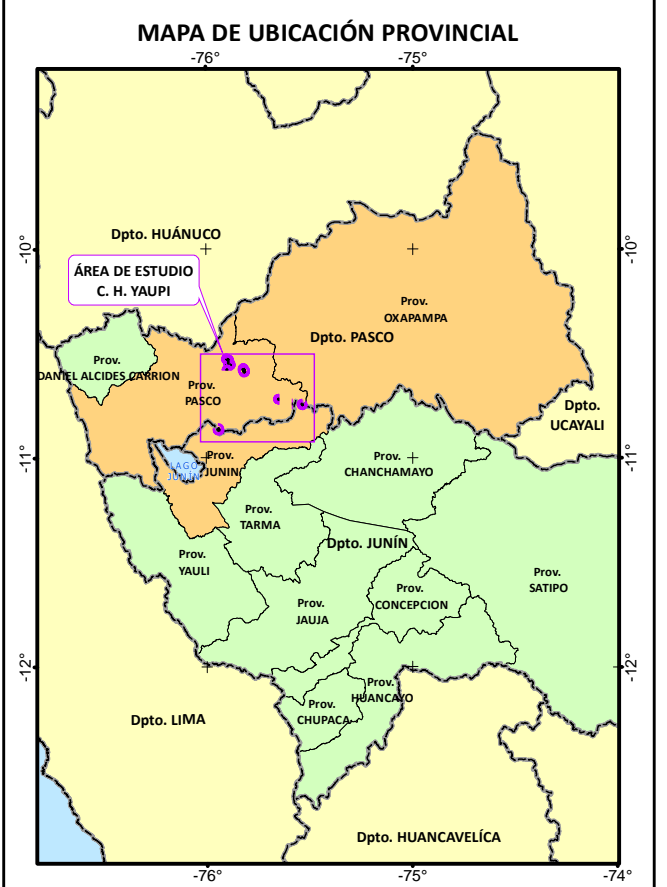 MAPA DE UBICACIÓN PROVINCIAL
-76°
-75°
-10°
-10°
Dpto. HUÁNUCO
ÁREA DE ESTUDIO
C. H. YAUPI
Prov.
OXAPAMPA
Dpto. PASCO
Prov.
DANIEL ALCIDES CARRION
Prov.
PASCO
Dpto.
UCAYALI
-11°
-11°
LAGO
JUNÍN
Prov.
JUNIN
Prov.
CHANCHAMAYO
Prov.
TARMA
Dpto. JUNÍN
Prov.
YAULI
Prov.
SATIPO
Prov.
CONCEPCION
Prov.
JAUJA
-12°
-12°
Prov.
HUANCAYO
Prov.
CHUPACA
Dpto. LIMA
Dpto. HUANCAVELÍCA
-76°
-75°
-74°